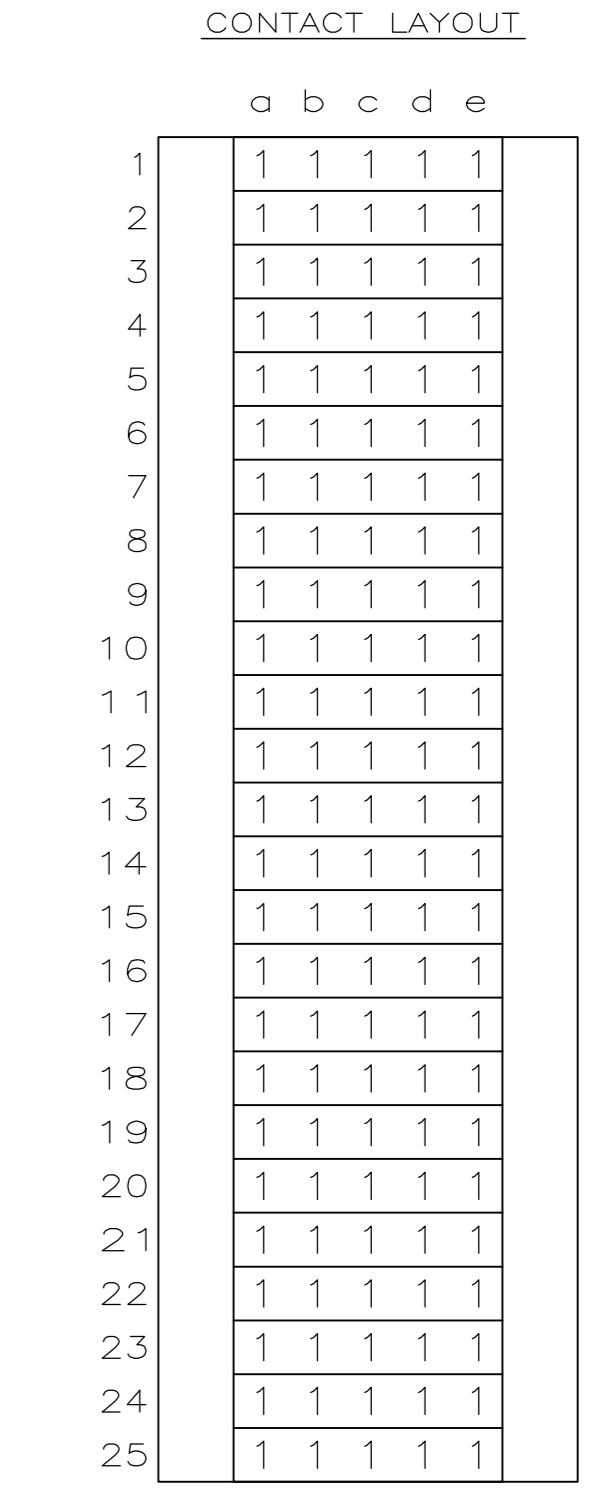 CONTACT LAYOUT
a b c d e
1 1 1 1 1 1
2 1 1 1 1 1
3 1 1 1 1 1
4 1 1 1 1 1
5 1 1 1 1 1
6 1 1 1 1 1
7 1 1 1 1 1
8 1 1 1 1 1
9 1 1 1 1 1
10 1 1 1 1 1
11 1 1 1 1 1
12 1 1 1 1 1
13 1 1 1 1 1
14 1 1 1 1 1
15 1 1 1 1 1
16 1 1 1 1 1
17 1 1 1 1 1
18 1 1 1 1 1
19 1 1 1 1 1
20 1 1 1 1 1
21 1 1 1 1 1
22 1 1 1 1 1
23 1 1 1 1 1
24 1 1 1 1 1
25 1 1 1 1 1